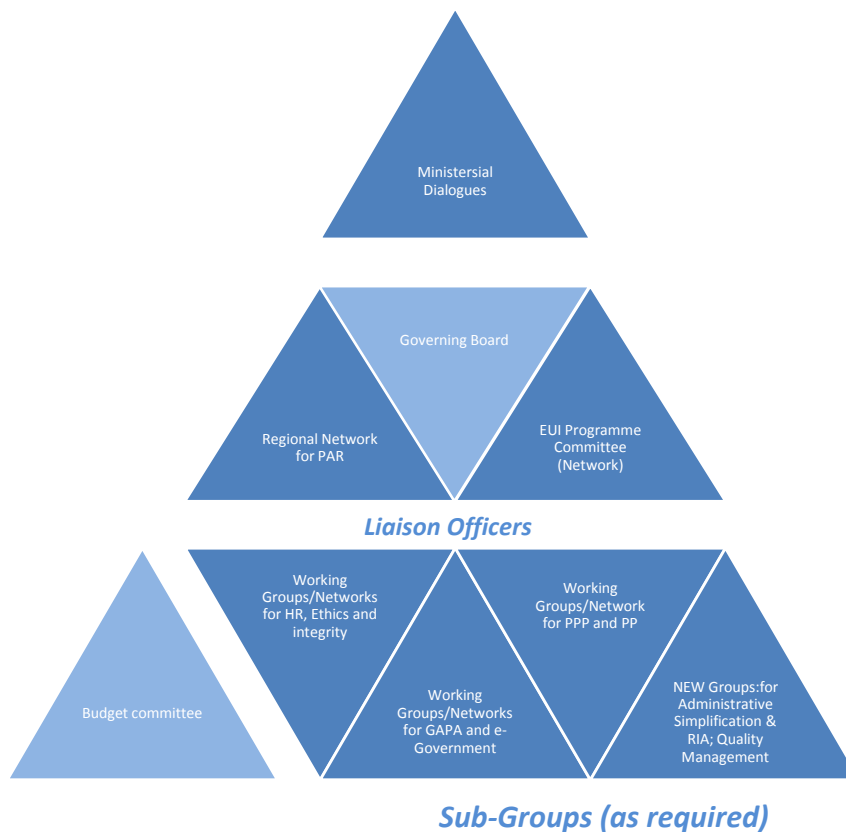 Ministersial
Dialogues
Governing Board
Regional Network
for PAR
EUI Programme
Committee
(Network)
Liaison Officers
Budget committee
Working
Groups/Networks
for HR, Ethics and
integrity
Working
Groups/Networks
for GAPA and e-
Government
Working
Groups/Network
for PPP and PP
NEW Groups:for
Administrative
Simplification &
RIA; Quality
Management
Sub-Groups (as required)